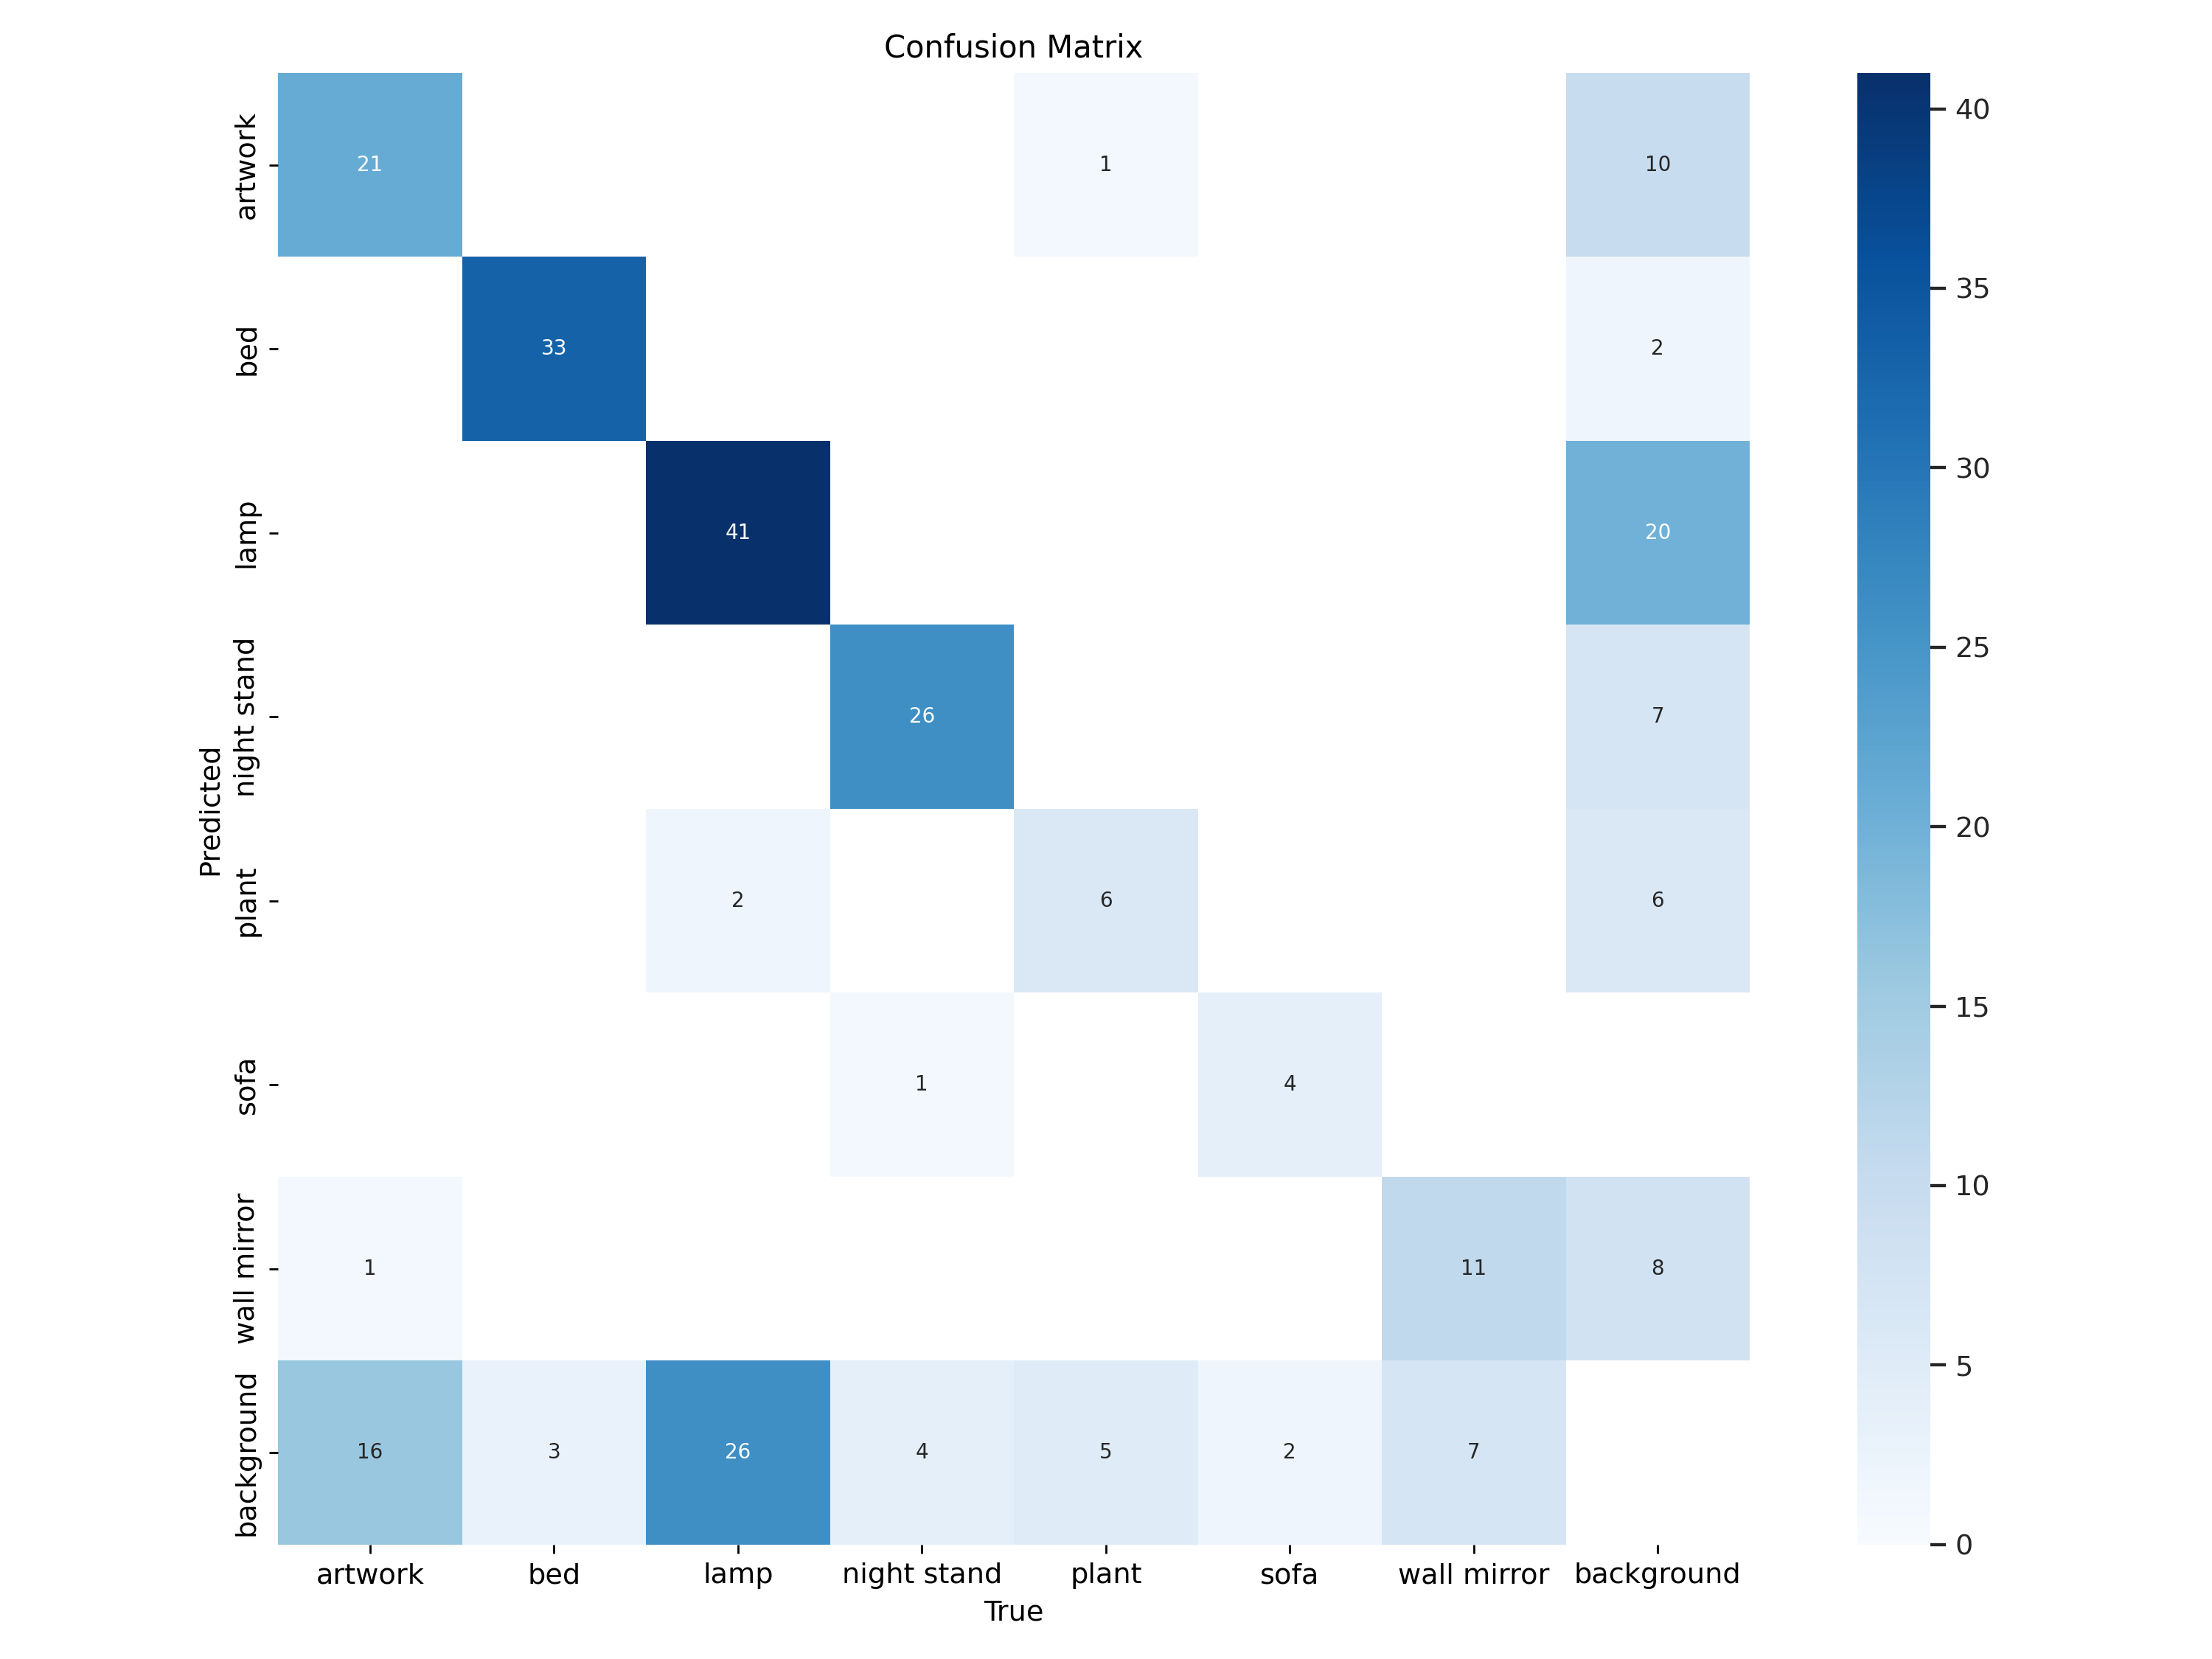 Confusion Matrix
Predicted
artwork 21 1 10
bed 33 2
lamp 41 20
night stand 26 7
plant 2 6 6
sofa 1 4
wall mirror 1 11 8
background 16 3 26 4 5 2 7
artwork bed lamp night stand plant sofa wall mirror background
True
40
35
30
25
20
15
10
5
0